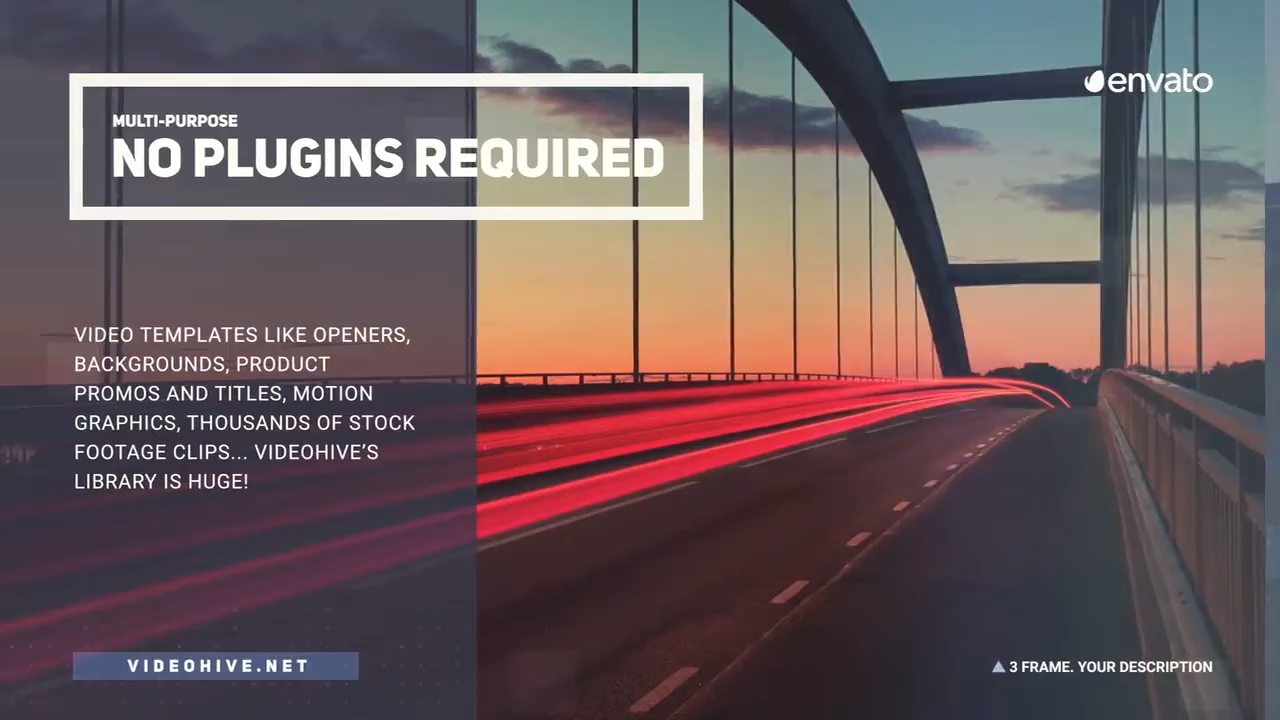 envato
MULTI-PURPOSE
NO PLUGINS REQUIRED
VIDEO TEMPLATES LIKE OPENERS,
BACKGROUNDS, PRODUCT
PROMOS AND TITLES, MOTION
GRAPHICS, THOUSANDS OF STOCK
FOOTAGE CLIPS... VIDEOHIVE’S
LIBRARY IS HUGE!
VIDEOHIVE.NET
3 FRAME. YOUR DESCRIPTION